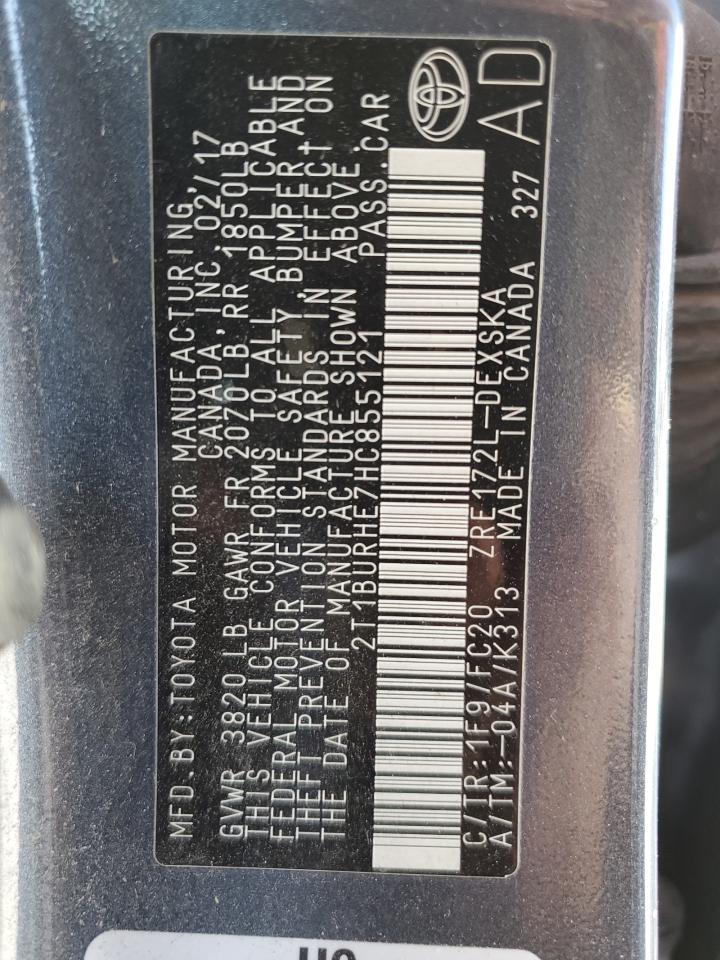 MFD.BY:TOYOTA MOTOR MANUFACTURING,
CANADA,INC.02/17
GVWR 3820LB GAWR FR 2070LB.RR 1850LB
THIS VEHICLE CONFORMS TO ALL APPLICABLE
FEDERAL MOTOR VEHICLE SAFETY, BUMPER, AND
THEFT PREVENTION STANDARDS IN EFFECT ON
THE DATE OF MANUFACTURE SHOWN ABOVE.
2T1BURHE7HC855121 PASS.CAR
C/TR:1F9/FC20 ZRE172L-DEXSKA
A/TM:-04A/K313 MADE IN CANADA 327
AD